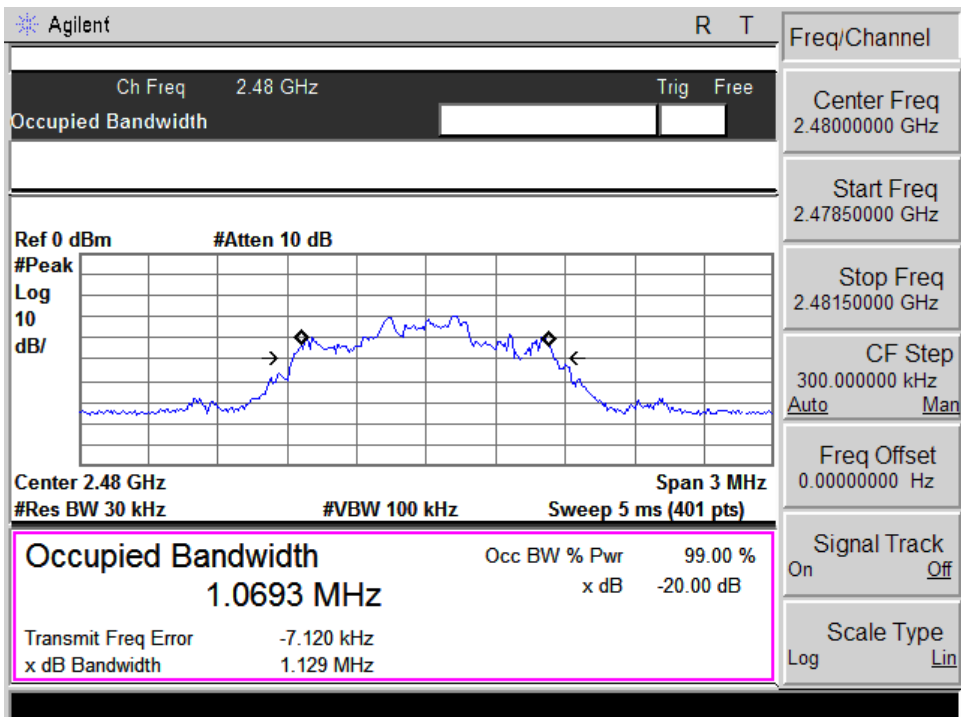 Agilent R T
Ch Freq 2.48 GHz Trig Free
Occupied Bandwidth
Ref 0 dBm #Atten 10 dB
#Peak
Log
10
dB/
Center 2.48 GHz Span 3 MHz
#Res BW 30 kHz #VBW 100 kHz Sweep 5 ms (401 pts)
Occupied Bandwidth Occ BW % Pwr 99.00 %
1.0693 MHz x dB -20.00 dB
Transmit Freq Error -7.120 kHz
x dB Bandwidth 1.129 MHz
Freq/Channel
Center Freq
2.48000000 GHz
Start Freq
2.47850000 GHz
Stop Freq
2.48150000 GHz
CF Step
300.000000 kHz
Auto Man
Freq Offset
0.00000000 Hz
Signal Track
On Off
Scale Type
Log Lin